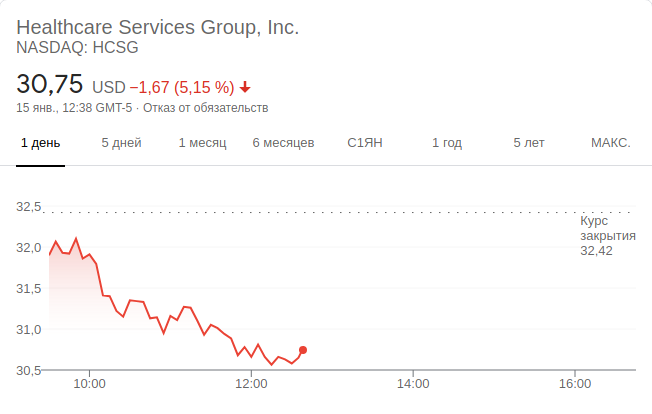 Healthcare Services Group, Inc.
NASDAQ: HCSG
30,75 USD −1,67 (5,15 %)
15 янв., 12:38 GMT-5 · Отказ от обязательств
1 день 5 дней 1 месяц 6 месяцев С1ЯН 1 год 5 лет МАКС.
32,5
Курс
закрытия
32,42
32,0
31,5
31,0
30,5
10:00 12:00 14:00 16:00